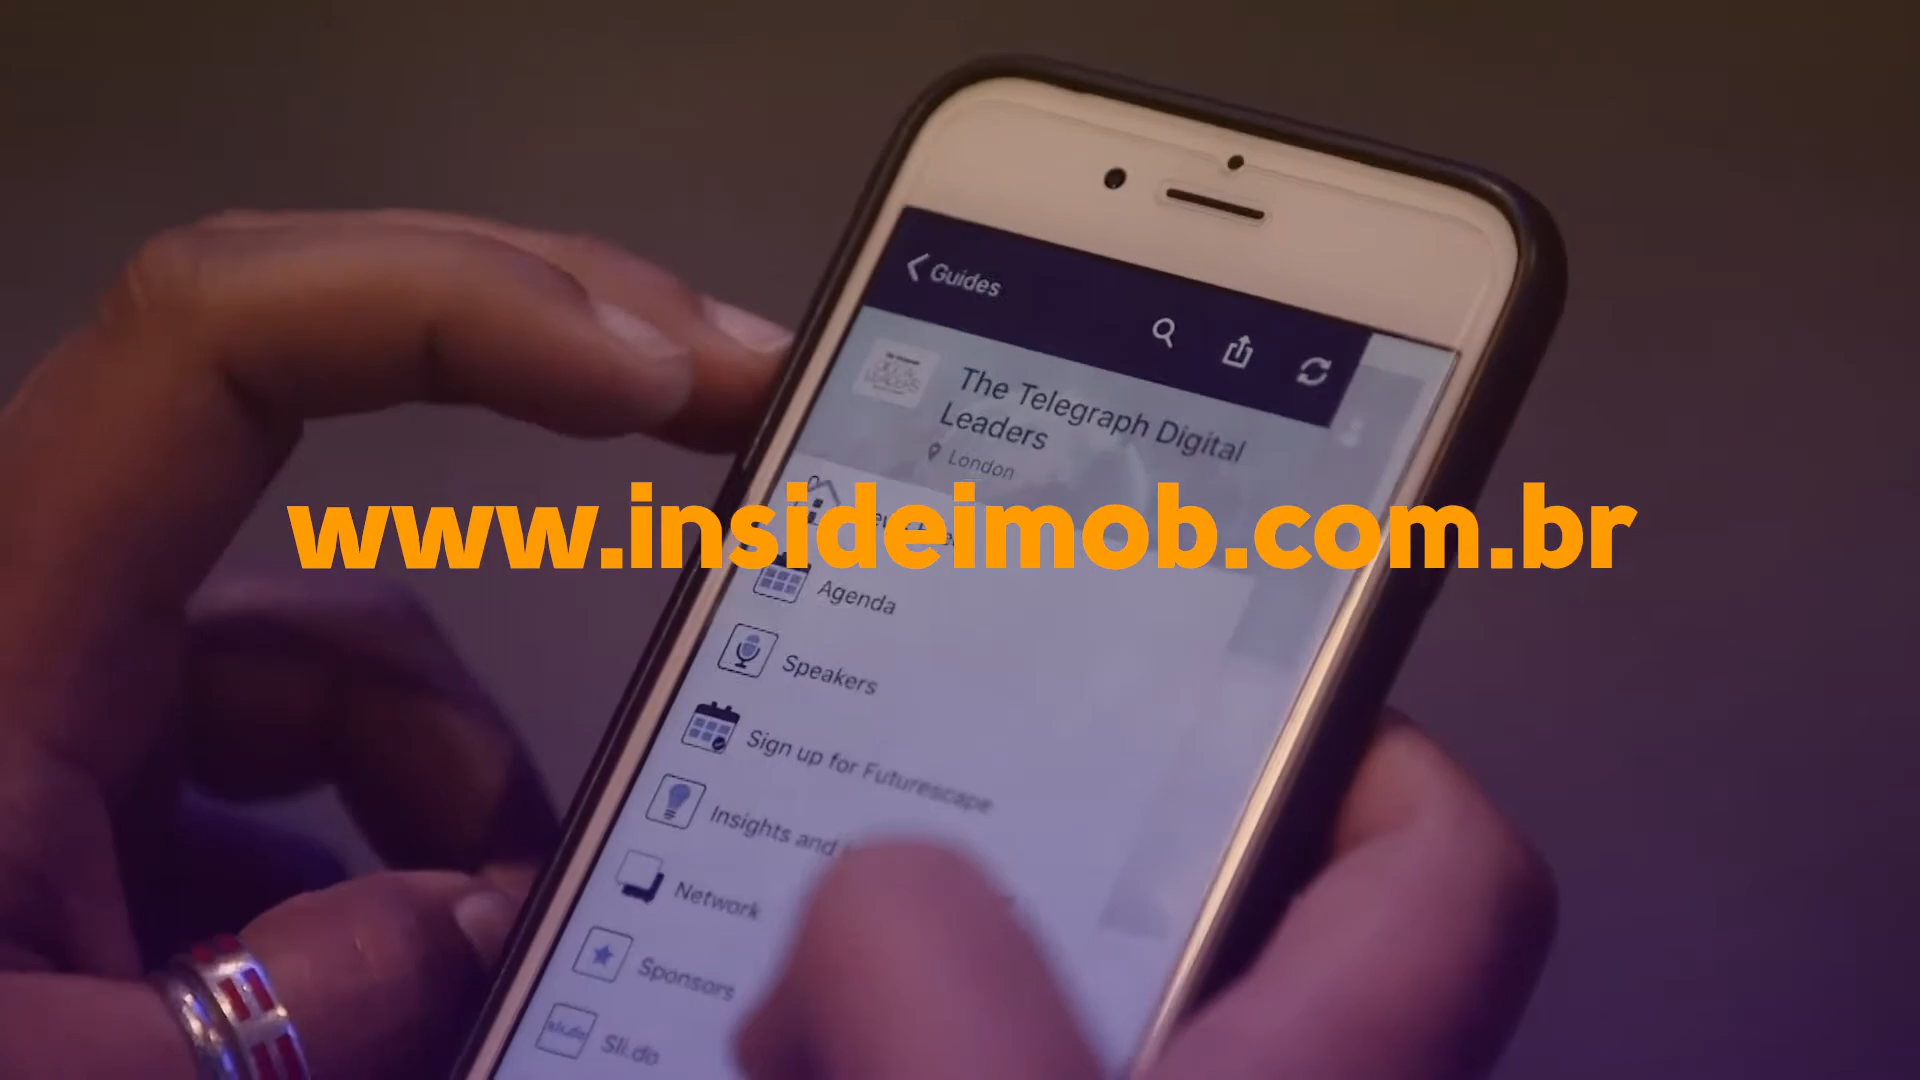 Guides
The Telegraph Digital
Leaders
London
www.insideimob.com.br
Agenda
Speakers
Sign up for Futurescape
Insights and
Network
Sponsors
Sli.do